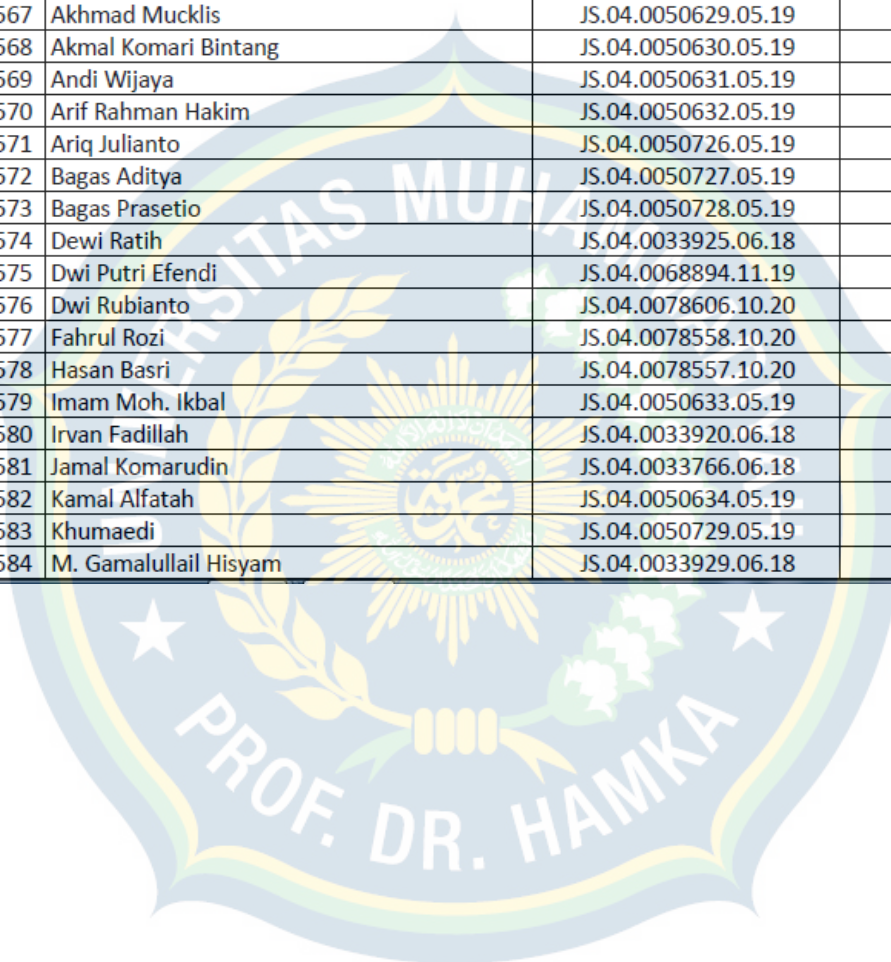 567 Akhmad Mucklis JS.04.0050629.05.19
568 Akmal Komari Bintang JS.04.0050630.05.19
569 Andi Wijaya JS.04.0050631.05.19
570 Arif Rahman Hakim JS.04.0050632.05.19
571 Ariq Julianto JS.04.0050726.05.19
572 Bagas Aditya JS.04.0050727.05.19
573 Bagas Prasetio JS.04.0050728.05.19
574 Dewi Ratih JS.04.0033925.06.18
575 Dwi Putri Efendi JS.04.0068894.11.19
576 Dwi Rubianto JS.04.0078606.10.20
577 Fahrul Rozi JS.04.0078558.10.20
578 Hasan Basri JS.04.0078557.10.20
579 Imam Moh. Ikbal JS.04.0050633.05.19
580 Irvan Fadillah JS.04.0033920.06.18
581 Jamal Komarudin JS.04.0033766.06.18
582 Kamal Alfatah JS.04.0050634.05.19
583 Khumaedi JS.04.0050729.05.19
584 M. Gamalullail Hisyam JS.04.0033929.06.18
UNIVERSITAS MUHAMMADIYAH
PROF. DR. HAMKA